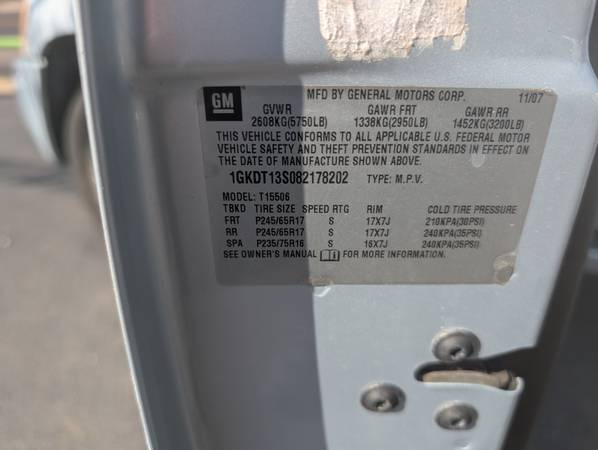 GM
MFD BY GENERAL MOTORS CORP. 11/07
GVWR GAWR FRT GAWR RR
2608KG(5750LB) 1338KG(2950LB) 1452KG(3200LB)
THIS VEHICLE CONFORMS TO ALL APPLICABLE U.S. FEDERAL MOTOR
VEHICLE SAFETY AND THEFT PREVENTION STANDARDS IN EFFECT ON
THE DATE OF MANUFACTURE SHOWN ABOVE.
1GKDT13S082178202 TYPE: M.P.V.
MODEL: T15506
TBKD TIRE SIZE SPEED RTG RIM COLD TIRE PRESSURE
FRT P245/65R17 S 17X7J 210KPA(30PSI)
RR P245/65R17 S 17X7J 240KPA(35PSI)
SPA P235/75R16 S 16X7J 240KPA(35PSI)
SEE OWNER'S MANUAL FOR MORE INFORMATION.